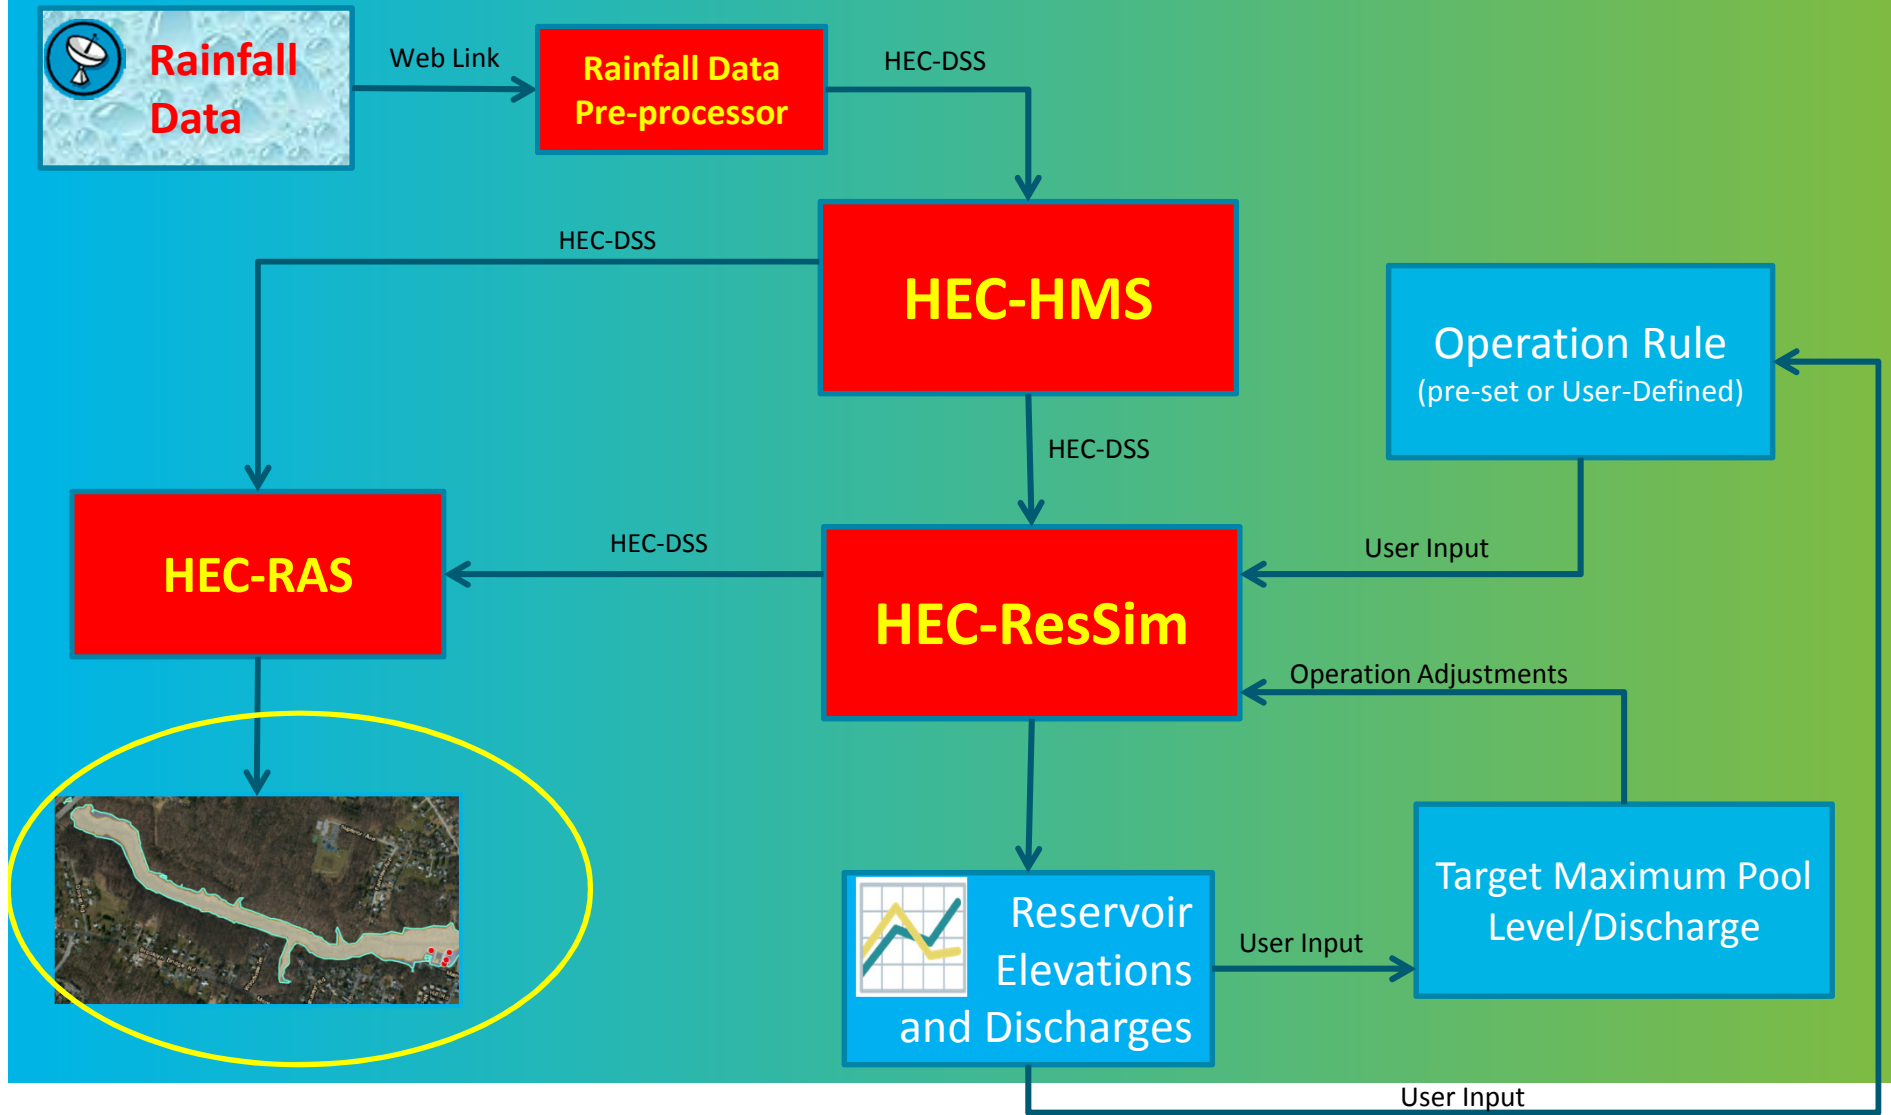 Rainfall
Data
Web Link
Rainfall Data
Pre-processor
HEC-DSS
HEC-DSS
HEC-HMS
Operation Rule
(pre-set or User-Defined)
HEC-DSS
HEC-RAS
HEC-DSS
User Input
HEC-ResSim
Operation Adjustments
Reservoir
Elevations
and Discharges
User Input
Target Maximum Pool
Level/Discharge
User Input